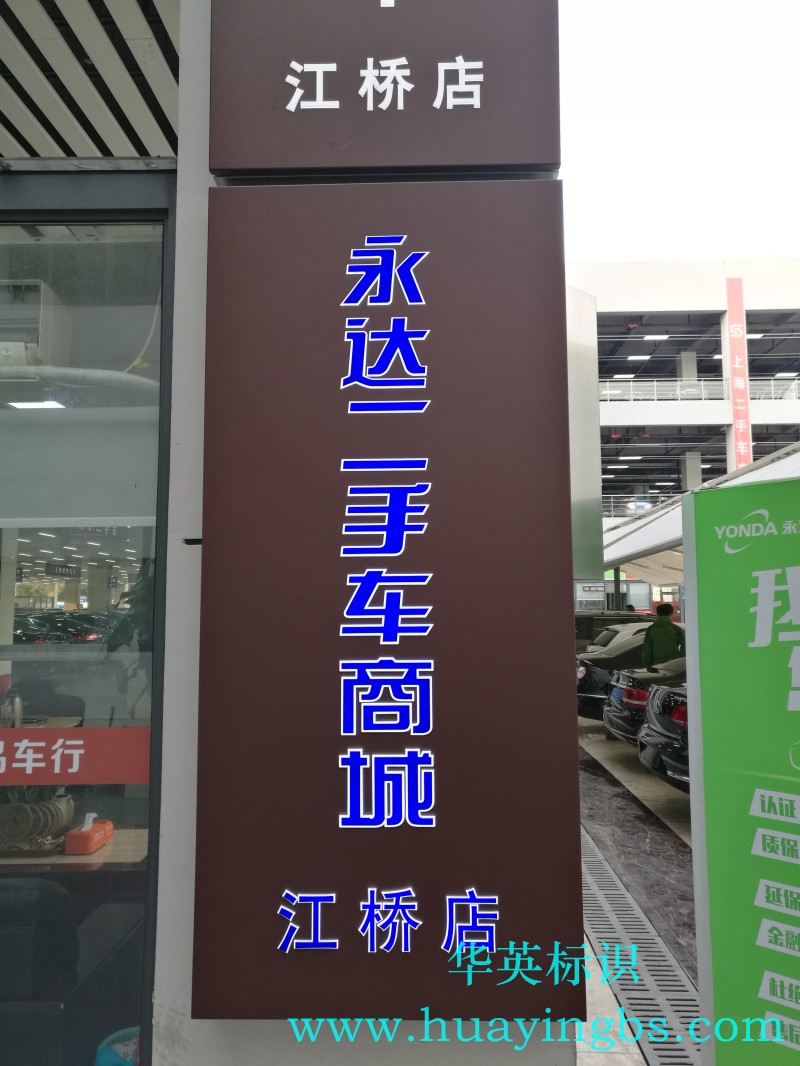 江桥店
永达二手车商城
江桥店
上海二手车
YONDA 永
车行
认证
质保
延保
金融
华英标识
www.huayingbs.com